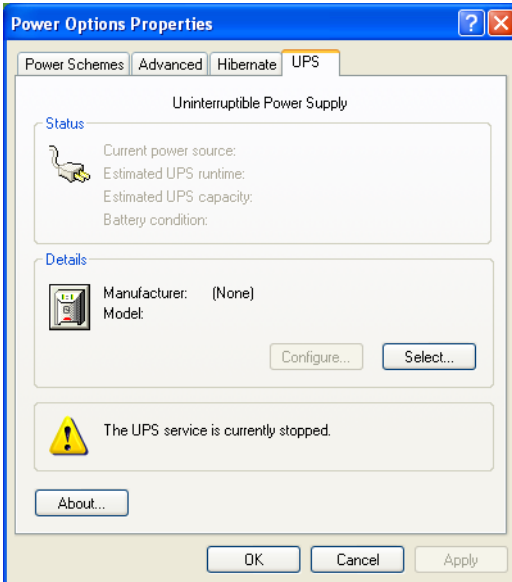 Power Options Properties
Power Schemes Advanced Hibernate UPS
Uninterruptible Power Supply
Status
Current power source:
Estimated UPS runtime:
Estimated UPS capacity:
Battery condition:
Details
Manufacturer: (None)
Model:
Configure... Select...
The UPS service is currently stopped.
About...
OK Cancel Apply